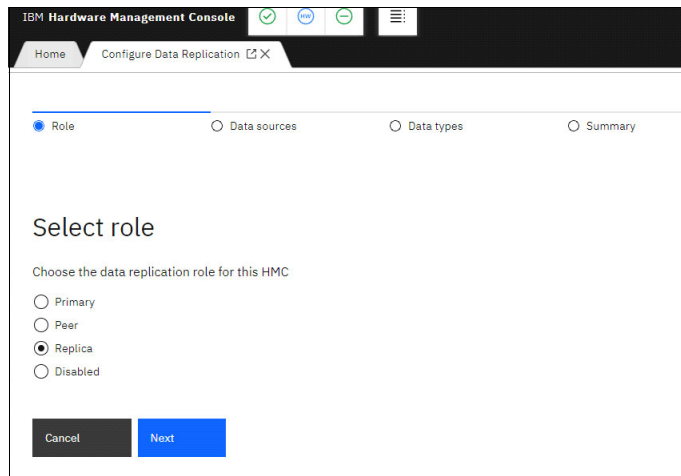 IBM Hardware Management Console
HW
Home
Configure Data Replication
Role
Data sources
Data types
Summary
Select role
Choose the data replication role for this HMC
Primary
Peer
Replica
Disabled
Cancel
Next